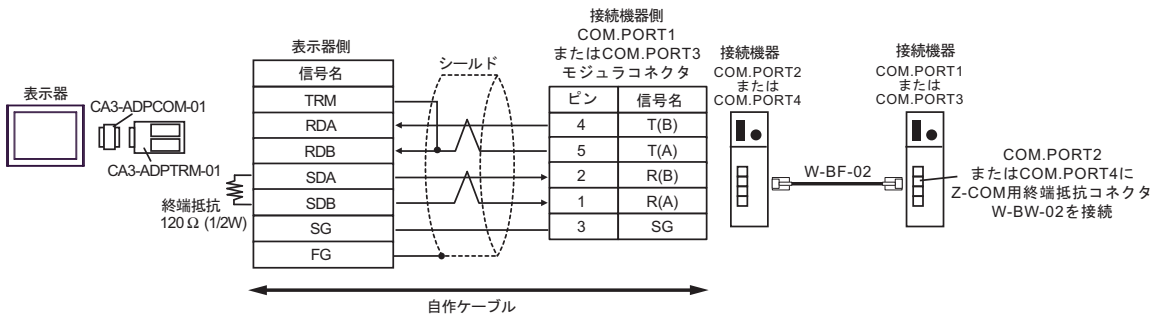 表示器
CA3-ADPCOM-01
CA3-ADPTRM-01
終端抵抗
120 Ω (1/2W)
表示器側
信号名
TRM
RDA
RDB
SDA
SDB
SG
FG
シールド
接続機器側
COM.PORT1
またはCOM.PORT3
モジュラコネクタ
ピン 信号名
4 T(B)
5 T(A)
2 R(B)
1 R(A)
3 SG
自作ケーブル
接続機器
COM.PORT2
または
COM.PORT4
W-BF-02
接続機器
COM.PORT1
または
COM.PORT3
COM.PORT2
またはCOM.PORT4に
Z-COM用終端抵抗コネクタ
W-BW-02を接続